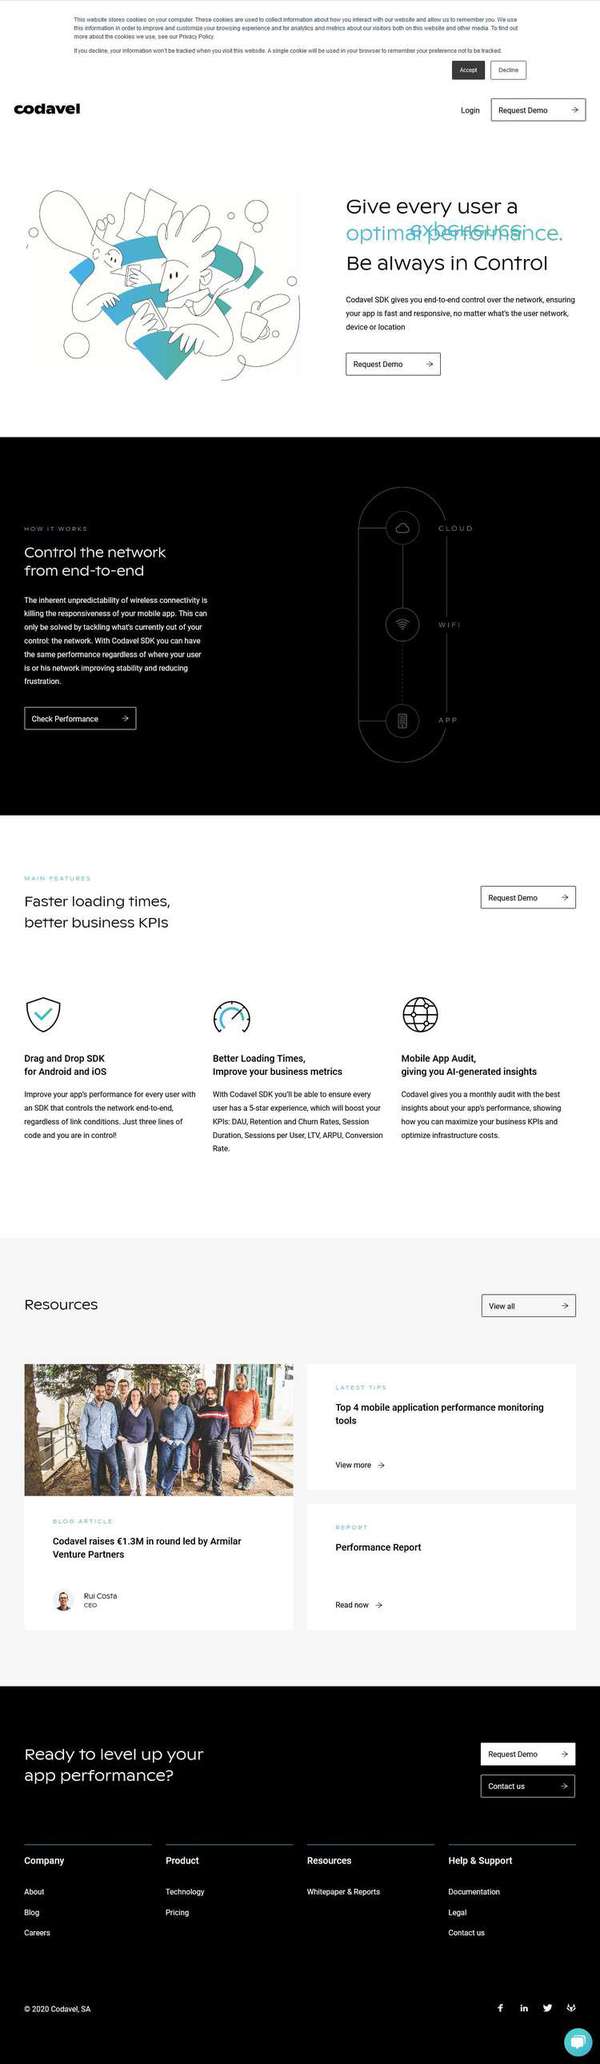 This website stores cookies on your computer. These cookies are used to collect information about how you interact with our website and allow us to remember you. We use
this information in order to improve and customize your browsing experience and for analytics and metrics about our visitors both on this website and other media. To find out
more about the cookies we use, see our Privacy Policy.
If you decline, your information won't be tracked when you visit this website. A single cookie will be used in your browser to remember your preference not to be tracked.
Accept
Decline
codavel
Login
Request Demo
Give every user a
optimal performance.
Be always in Control
Codavel SDK gives you end-to-end control over the network, ensuring
your app is fast and responsive, no matter what's the user network,
device or location
Request Demo
HOW IT WORKS
Control the network
from end-to-end
The inherent unpredictability of wireless connectivity is
killing the responsiveness of your mobile app. This can
only be solved by tackling what's currently out of your
control: the network. With Codavel SDK you can have
the same performance regardless of where your user
is or his network improving stability and reducing
frustration.
Check Performance
CLOUD
WIFI
APP
MAIN FEATURES
Faster loading times,
better business KPIs
Request Demo
Drag and Drop SDK
for Android and iOS
Improve your app's performance for every user with
an SDK that controls the network end-to-end,
regardless of link conditions. Just three lines of
code and you are in control!
Better Loading Times,
Improve your business metrics
With Codavel SDK you'll be able to ensure every
user has a 5-star experience, which will boost your
KPIs: DAU, Retention and Churn Rates, Session
Duration, Sessions per User, LTV, ARPU, Conversion
Rate.
Mobile App Audit,
giving you AI-generated insights
Codavel gives you a monthly audit with the best
insights about your app's performance, showing
how you can maximize your business KPIs and
optimize infrastructure costs.
Resources
View all
BLOG ARTICLE
Codavel raises €1.3M in round led by Armilar
Venture Partners
Rui Costa
CEO
LATEST TIPS
Top 4 mobile application performance monitoring
tools
View more
REPORT
Performance Report
Read now
Ready to level up your
app performance?
Request Demo
Contact us
Company
About
Blog
Careers
Product
Technology
Pricing
Resources
Whitepaper & Reports
Help & Support
Documentation
Legal
Contact us
© 2020 Codavel, SA